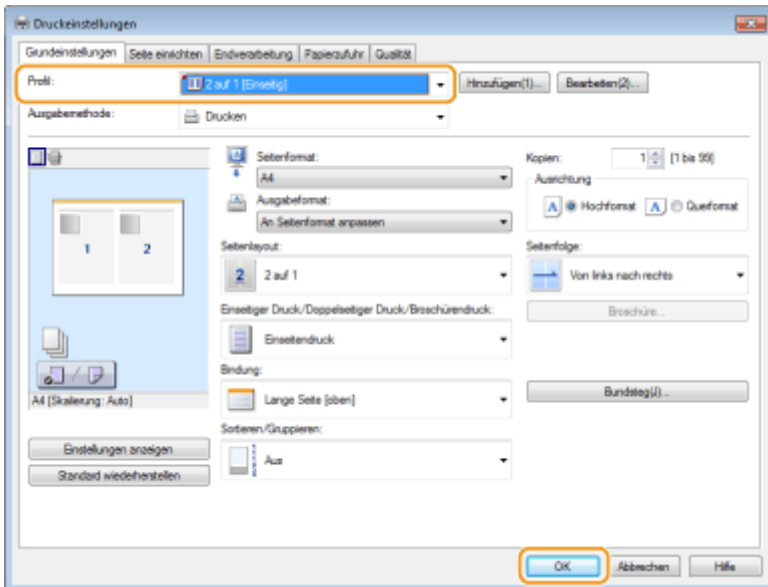 Druckeinstellungen
Grundeinstellungen Seite einrichten Endverarbeitung Papierzufuhr Qualität
Profil: 2 auf 1 [Einseitig] Hinzufügen(1)... Bearbeiten(2)...
Ausgabemethode: Drucken
Seitenformat:
A4
Ausgabeformat:
An Seitenformat anpassen
Seitenlayout:
2 2 auf 1
Einseitiger Druck/Doppelseitiger Druck/Broschürendruck:
Einseitendruck
Bindung:
Lange Seite [oben]
Sortieren/Gruppieren:
Aus
Kopien: 1 [1 bis 99]
Ausrichtung
A Hochformat A Querformat
Seitenfolge:
Von links nach rechts
Broschüre...
Bundsteg(J)...
1 2
A4 [Skalierung: Auto]
Einstellungen anzeigen
Standard wiederherstellen
OK Abbrechen Hilfe